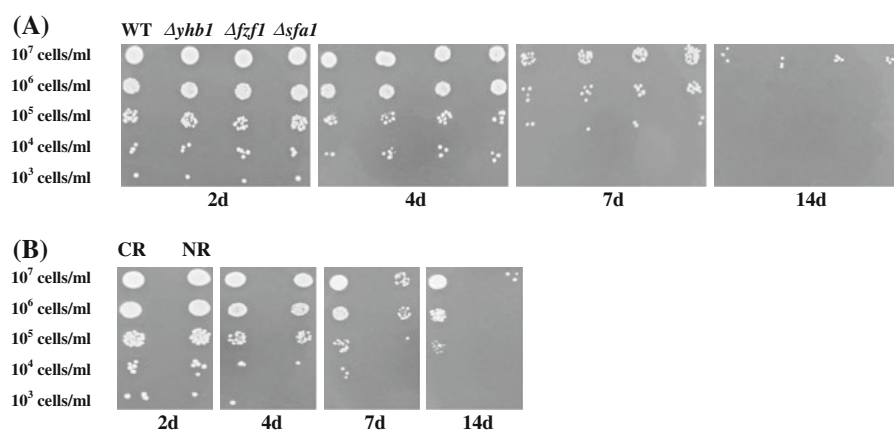 (A)
WT Δyhb1 Δfzf1 Δsfa1
10⁷ cells/ml
10⁶ cells/ml
10⁵ cells/ml
10⁴ cells/ml
10³ cells/ml
2d 4d 7d 14d
(B)
CR NR
10⁷ cells/ml
10⁶ cells/ml
10⁵ cells/ml
10⁴ cells/ml
10³ cells/ml
2d 4d 7d 14d